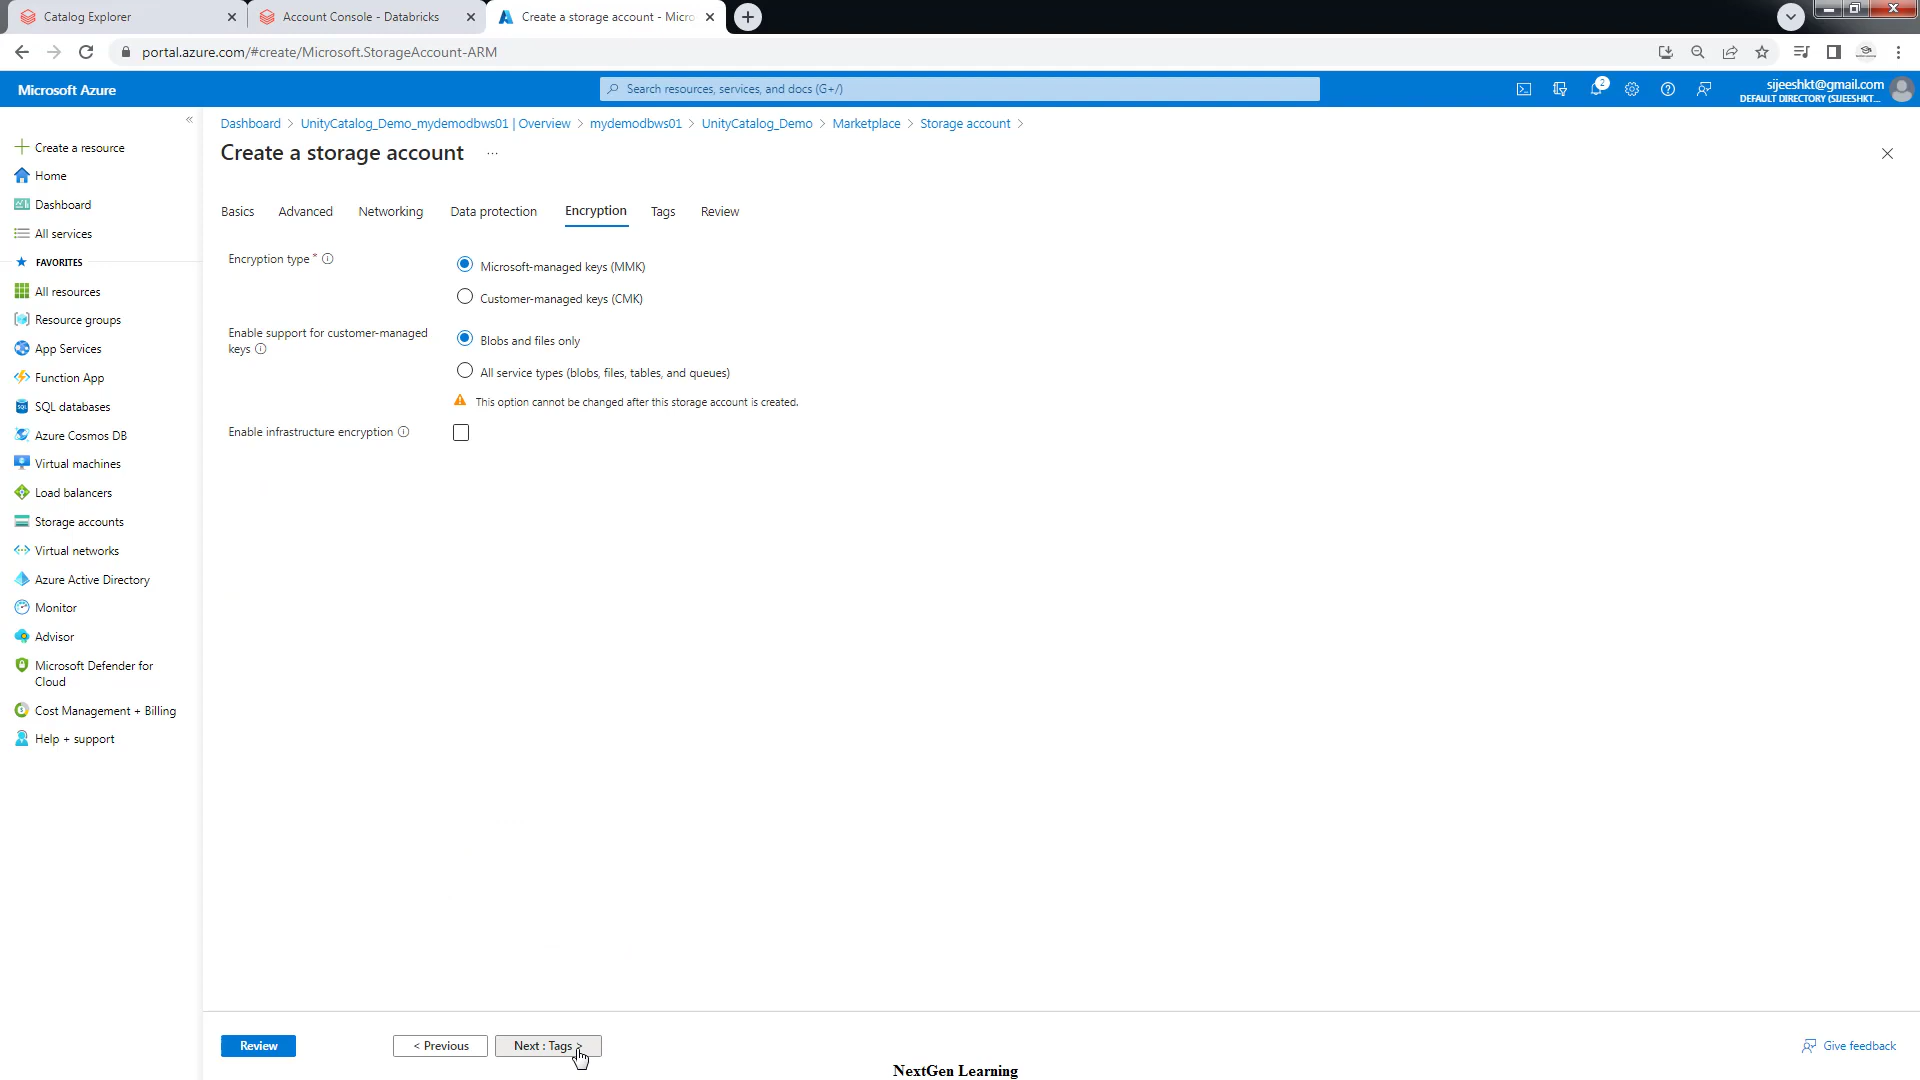 Catalog Explorer
Account Console - Databricks
Create a storage account - Micro
portal.azure.com/#create/Microsoft.StorageAccount-ARM
Microsoft Azure
Search resources, services, and docs (G+/)
2
sijeeshkt@gmail.com
DEFAULT DIRECTORY (SIJEESHKT...
Dashboard > UnityCatalog_Demo_mydemodbws01 | Overview > mydemodbws01 > UnityCatalog_Demo > Marketplace > Storage account >
Create a storage account ...
Create a resource
Home
Dashboard
All services
FAVORITES
All resources
Resource groups
App Services
Function App
SQL databases
Azure Cosmos DB
Virtual machines
Load balancers
Storage accounts
Virtual networks
Azure Active Directory
Monitor
Advisor
Microsoft Defender for
Cloud
Cost Management + Billing
Help + support
Basics Advanced Networking Data protection Encryption Tags Review
Encryption type *
Microsoft-managed keys (MMK)
Customer-managed keys (CMK)
Enable support for customer-managed
keys
Blobs and files only
All service types (blobs, files, tables, and queues)
This option cannot be changed after this storage account is created.
Enable infrastructure encryption
Review
< Previous
Next : Tags >
Give feedback
NextGen Learning